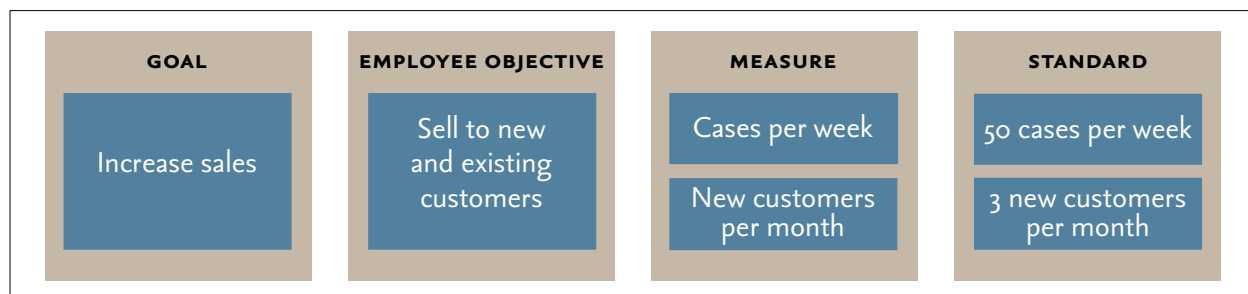 GOAL
Increase sales
EMPLOYEE OBJECTIVE
Sell to new
and existing
customers
MEASURE
Cases per week
New customers
per month
STANDARD
50 cases per week
3 new customers
per month